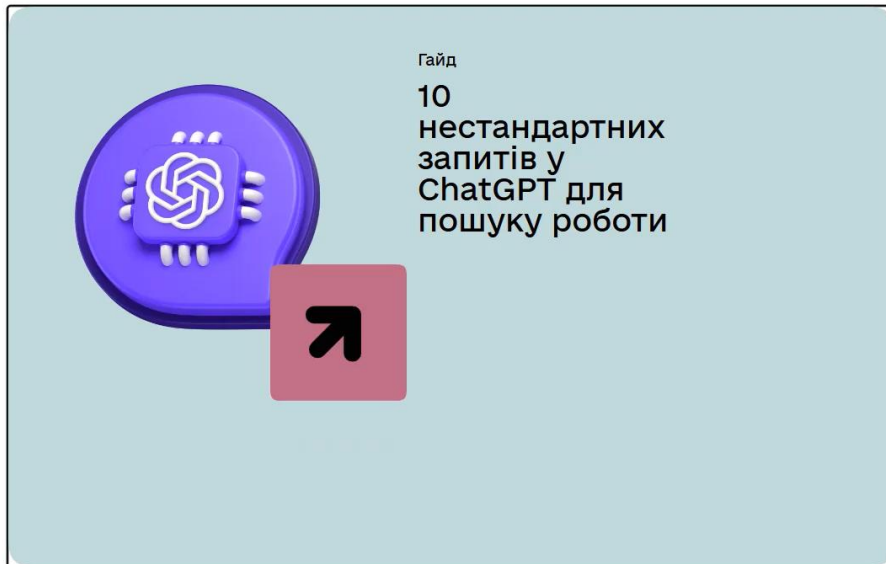 Гайд
10
нестандартних
запитів у
ChatGPT для
пошуку роботи